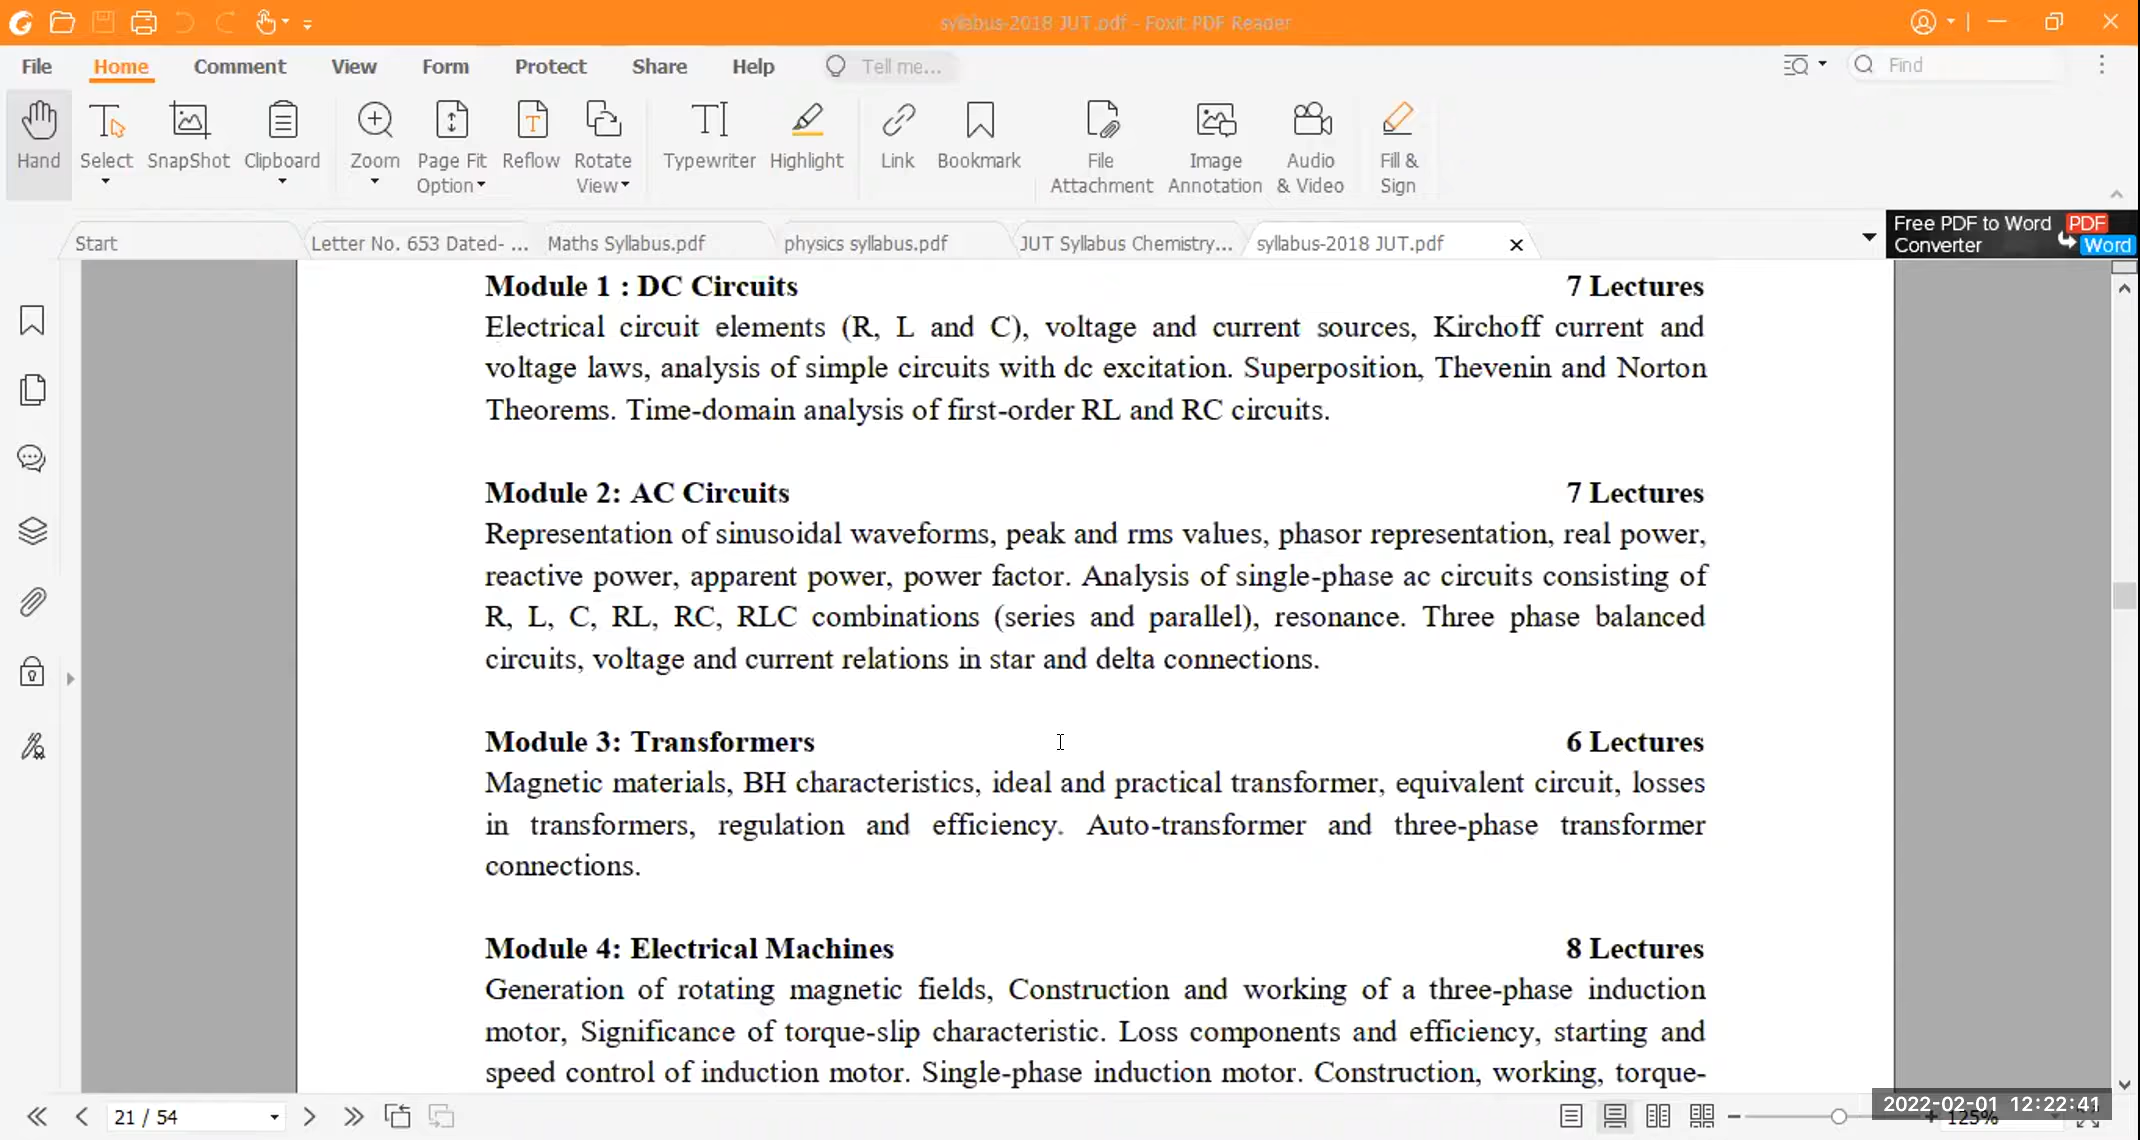 syllabus-2018 JUT.pdf - Foxit PDF Reader
File Home Comment View Form Protect Share Help Tell me... Find
Hand Select SnapShot Clipboard Zoom Page Fit Option Reflow Rotate View Typewriter Highlight Link Bookmark File Attachment Image Annotation Audio & Video Fill & Sign
Start Letter No. 653 Dated- ... Maths Syllabus.pdf physics syllabus.pdf JUT Syllabus Chemistry... syllabus-2018 JUT.pdf
Free PDF to Word Converter PDF Word
Module 1 : DC Circuits 7 Lectures
Electrical circuit elements (R, L and C), voltage and current sources, Kirchoff current and
voltage laws, analysis of simple circuits with dc excitation. Superposition, Thevenin and Norton
Theorems. Time-domain analysis of first-order RL and RC circuits.
Module 2: AC Circuits 7 Lectures
Representation of sinusoidal waveforms, peak and rms values, phasor representation, real power,
reactive power, apparent power, power factor. Analysis of single-phase ac circuits consisting of
R, L, C, RL, RC, RLC combinations (series and parallel), resonance. Three phase balanced
circuits, voltage and current relations in star and delta connections.
Module 3: Transformers 6 Lectures
Magnetic materials, BH characteristics, ideal and practical transformer, equivalent circuit, losses
in transformers, regulation and efficiency. Auto-transformer and three-phase transformer
connections.
Module 4: Electrical Machines 8 Lectures
Generation of rotating magnetic fields, Construction and working of a three-phase induction
motor, Significance of torque-slip characteristic. Loss components and efficiency, starting and
speed control of induction motor. Single-phase induction motor. Construction, working, torque-
21 / 54
2022-02-01 12:22:41
125%